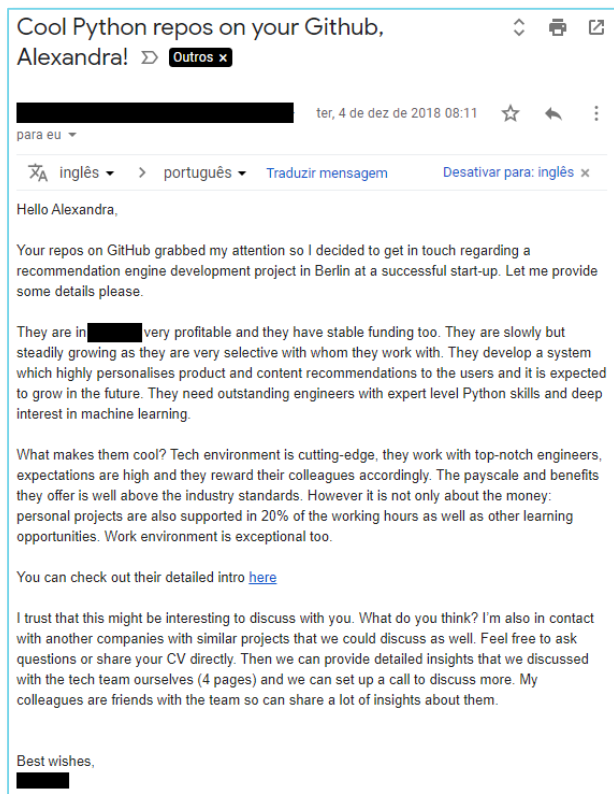 Cool Python repos on your Github,
Alexandra! Outros x
ter, 4 de dez de 2018 08:11
para eu
inglês > português Traduzir mensagem Desativar para: inglês x
Hello Alexandra,
Your repos on GitHub grabbed my attention so I decided to get in touch regarding a
recommendation engine development project in Berlin at a successful start-up. Let me provide
some details please.
They are in very profitable and they have stable funding too. They are slowly but
steadily growing as they are very selective with whom they work with. They develop a system
which highly personalises product and content recommendations to the users and it is expected
to grow in the future. They need outstanding engineers with expert level Python skills and deep
interest in machine learning.
What makes them cool? Tech environment is cutting-edge, they work with top-notch engineers,
expectations are high and they reward their colleagues accordingly. The payscale and benefits
they offer is well above the industry standards. However it is not only about the money:
personal projects are also supported in 20% of the working hours as well as other learning
opportunities. Work environment is exceptional too.
You can check out their detailed intro here
I trust that this might be interesting to discuss with you. What do you think? I'm also in contact
with another companies with similar projects that we could discuss as well. Feel free to ask
questions or share your CV directly. Then we can provide detailed insights that we discussed
with the tech team ourselves (4 pages) and we can set up a call to discuss more. My
colleagues are friends with the team so can share a lot of insights about them.
Best wishes,